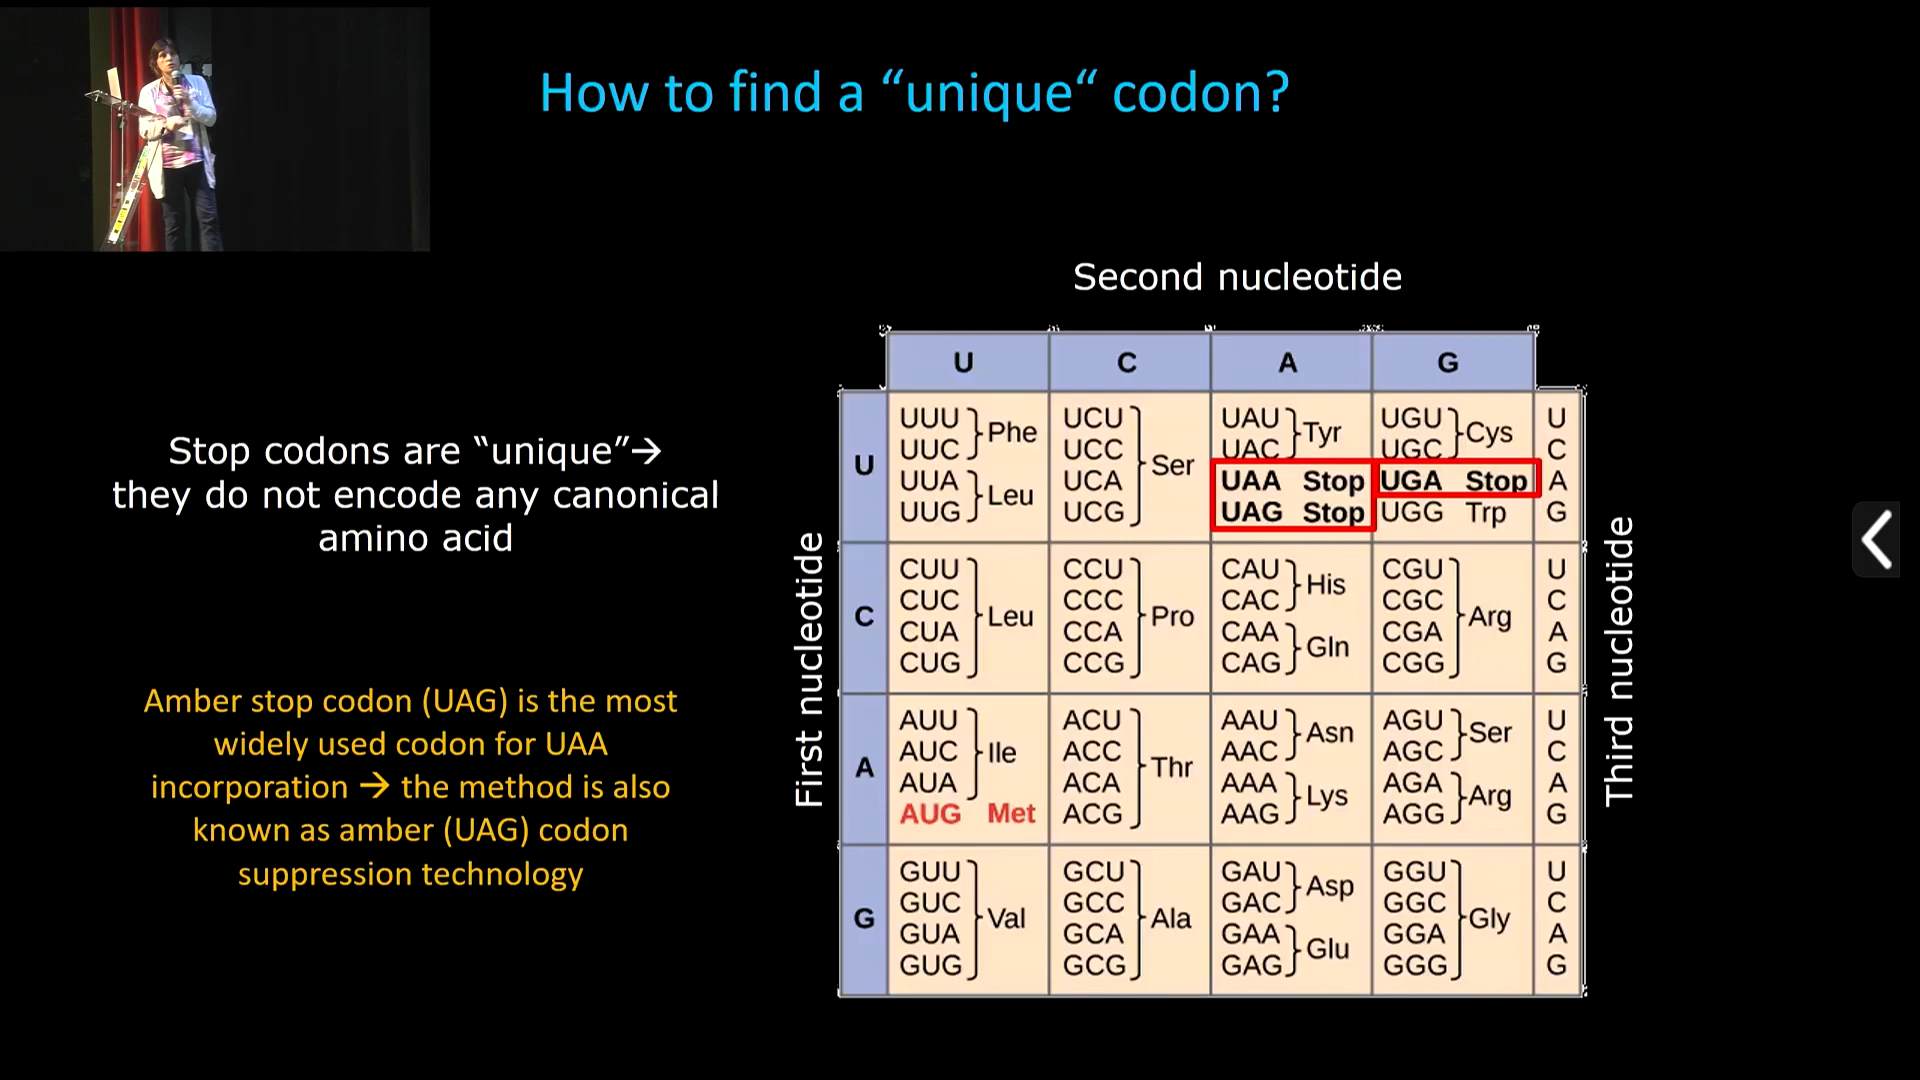 How to find a “unique“ codon?
Stop codons are “unique”→
they do not encode any canonical
amino acid
Amber stop codon (UAG) is the most
widely used codon for UAA
incorporation → the method is also
known as amber (UAG) codon
suppression technology
Second nucleotide
First nucleotide
Third nucleotide
U C A G
U
UUU UUC Phe
UUA UUG Leu
UCU UCC UCA UCG Ser
UAU UAC Tyr
UAA Stop
UAG Stop
UGU UGC Cys
UGA Stop
UGG Trp
U C A G
C
CUU CUC CUA CUG Leu
CCU CCC CCA CCG Pro
CAU CAC His
CAA CAG Gln
CGU CGC CGA CGG Arg
U C A G
A
AUU AUC AUA Ile
AUG Met
ACU ACC ACA ACG Thr
AAU AAC Asn
AAA AAG Lys
AGU AGC Ser
AGA AGG Arg
U C A G
G
GUU GUC GUA GUG Val
GCU GCC GCA GCG Ala
GAU GAC Asp
GAA GAG Glu
GGU GGC GGA GGG Gly
U C A G